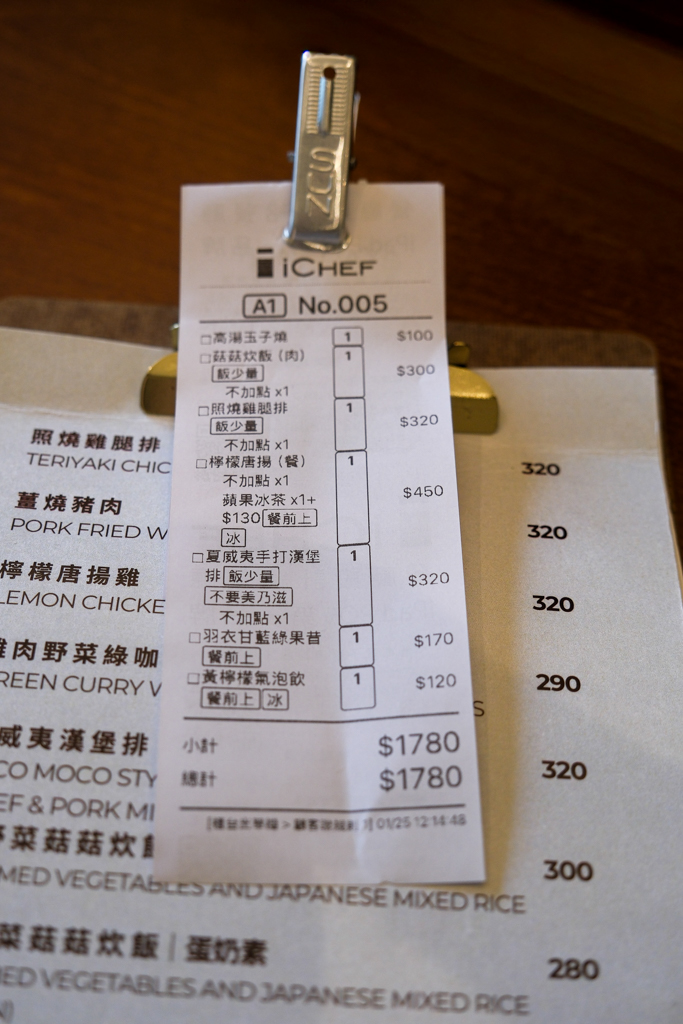 SUN
iCHEF
A1 No.005
□高湯玉子燒 1 $100
□菇菇炊飯（肉） 1 $300
飯少量
不加點 x1
□照燒雞腿排 1 $320
飯少量
不加點 x1
□檸檬唐揚（餐） 1 $450
不加點 x1
蘋果冰茶 x1+
$130 餐前上
冰
□夏威夷手打漢堡 1 $320
排 飯少量
不要美乃滋
不加點 x1
□羽衣甘藍綠果昔 1 $170
餐前上
□黃檸檬氣泡飲 1 $120
餐前上 冰
小計 $1780
總計 $1780
01/25 12:14:48
照燒雞腿排
TERIYAKI CHIC 320
薑燒豬肉
PORK FRIED W 320
檸檬唐揚雞
LEMON CHICKE 320
肉野菜綠咖
REEN CURRY W 290
S
威夷漢堡排
CO MOCO STY 320
EF & PORK MI
菜菇菇炊飯
MED VEGETABLES AND JAPANESE MIXED RICE 300
菜菇菇炊飯｜蛋奶素
MED VEGETABLES AND JAPANESE MIXED RICE 280